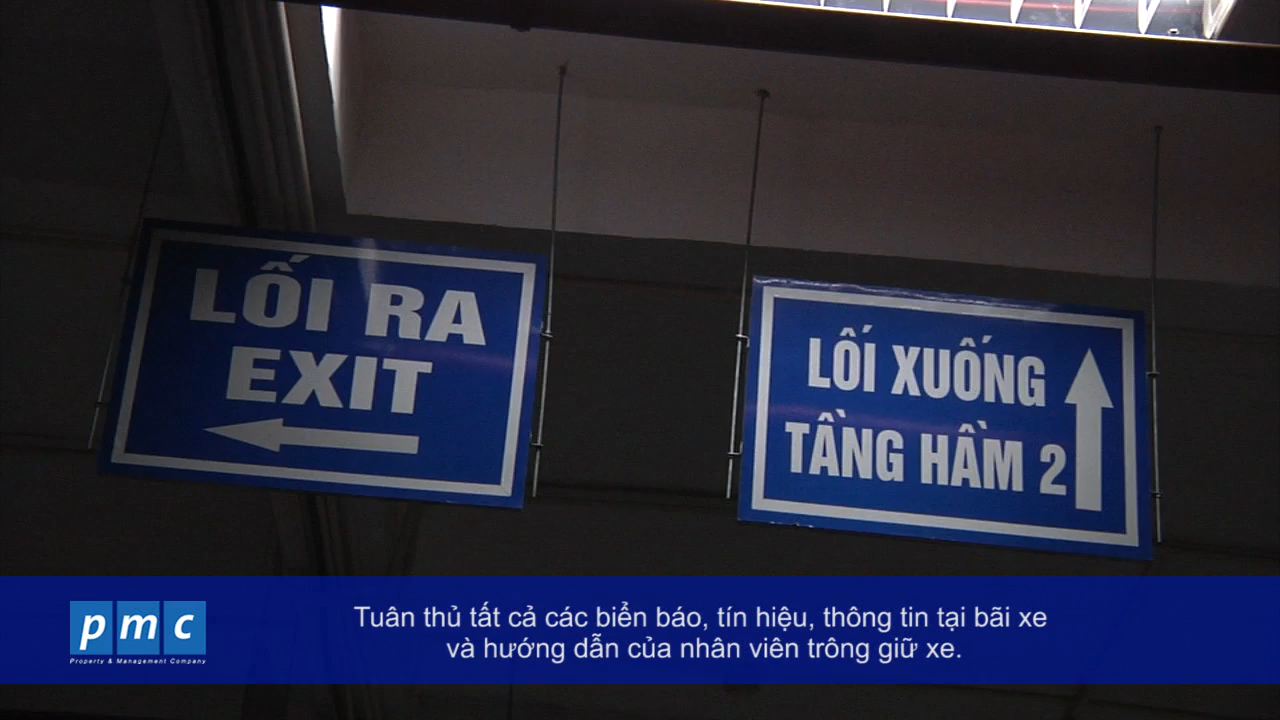 LỐI RA
EXIT
LỐI XUỐNG
TẦNG HẦM 2
pmc
Property & Management Company
Tuân thủ tất cả các biển báo, tín hiệu, thông tin tại bãi xe
và hướng dẫn của nhân viên trông giữ xe.